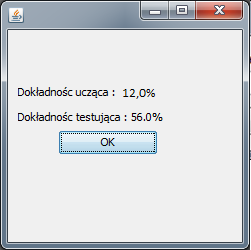 Dokładnośc ucząca : 12,0%
Dokładnośc testująca : 56.0%
OK